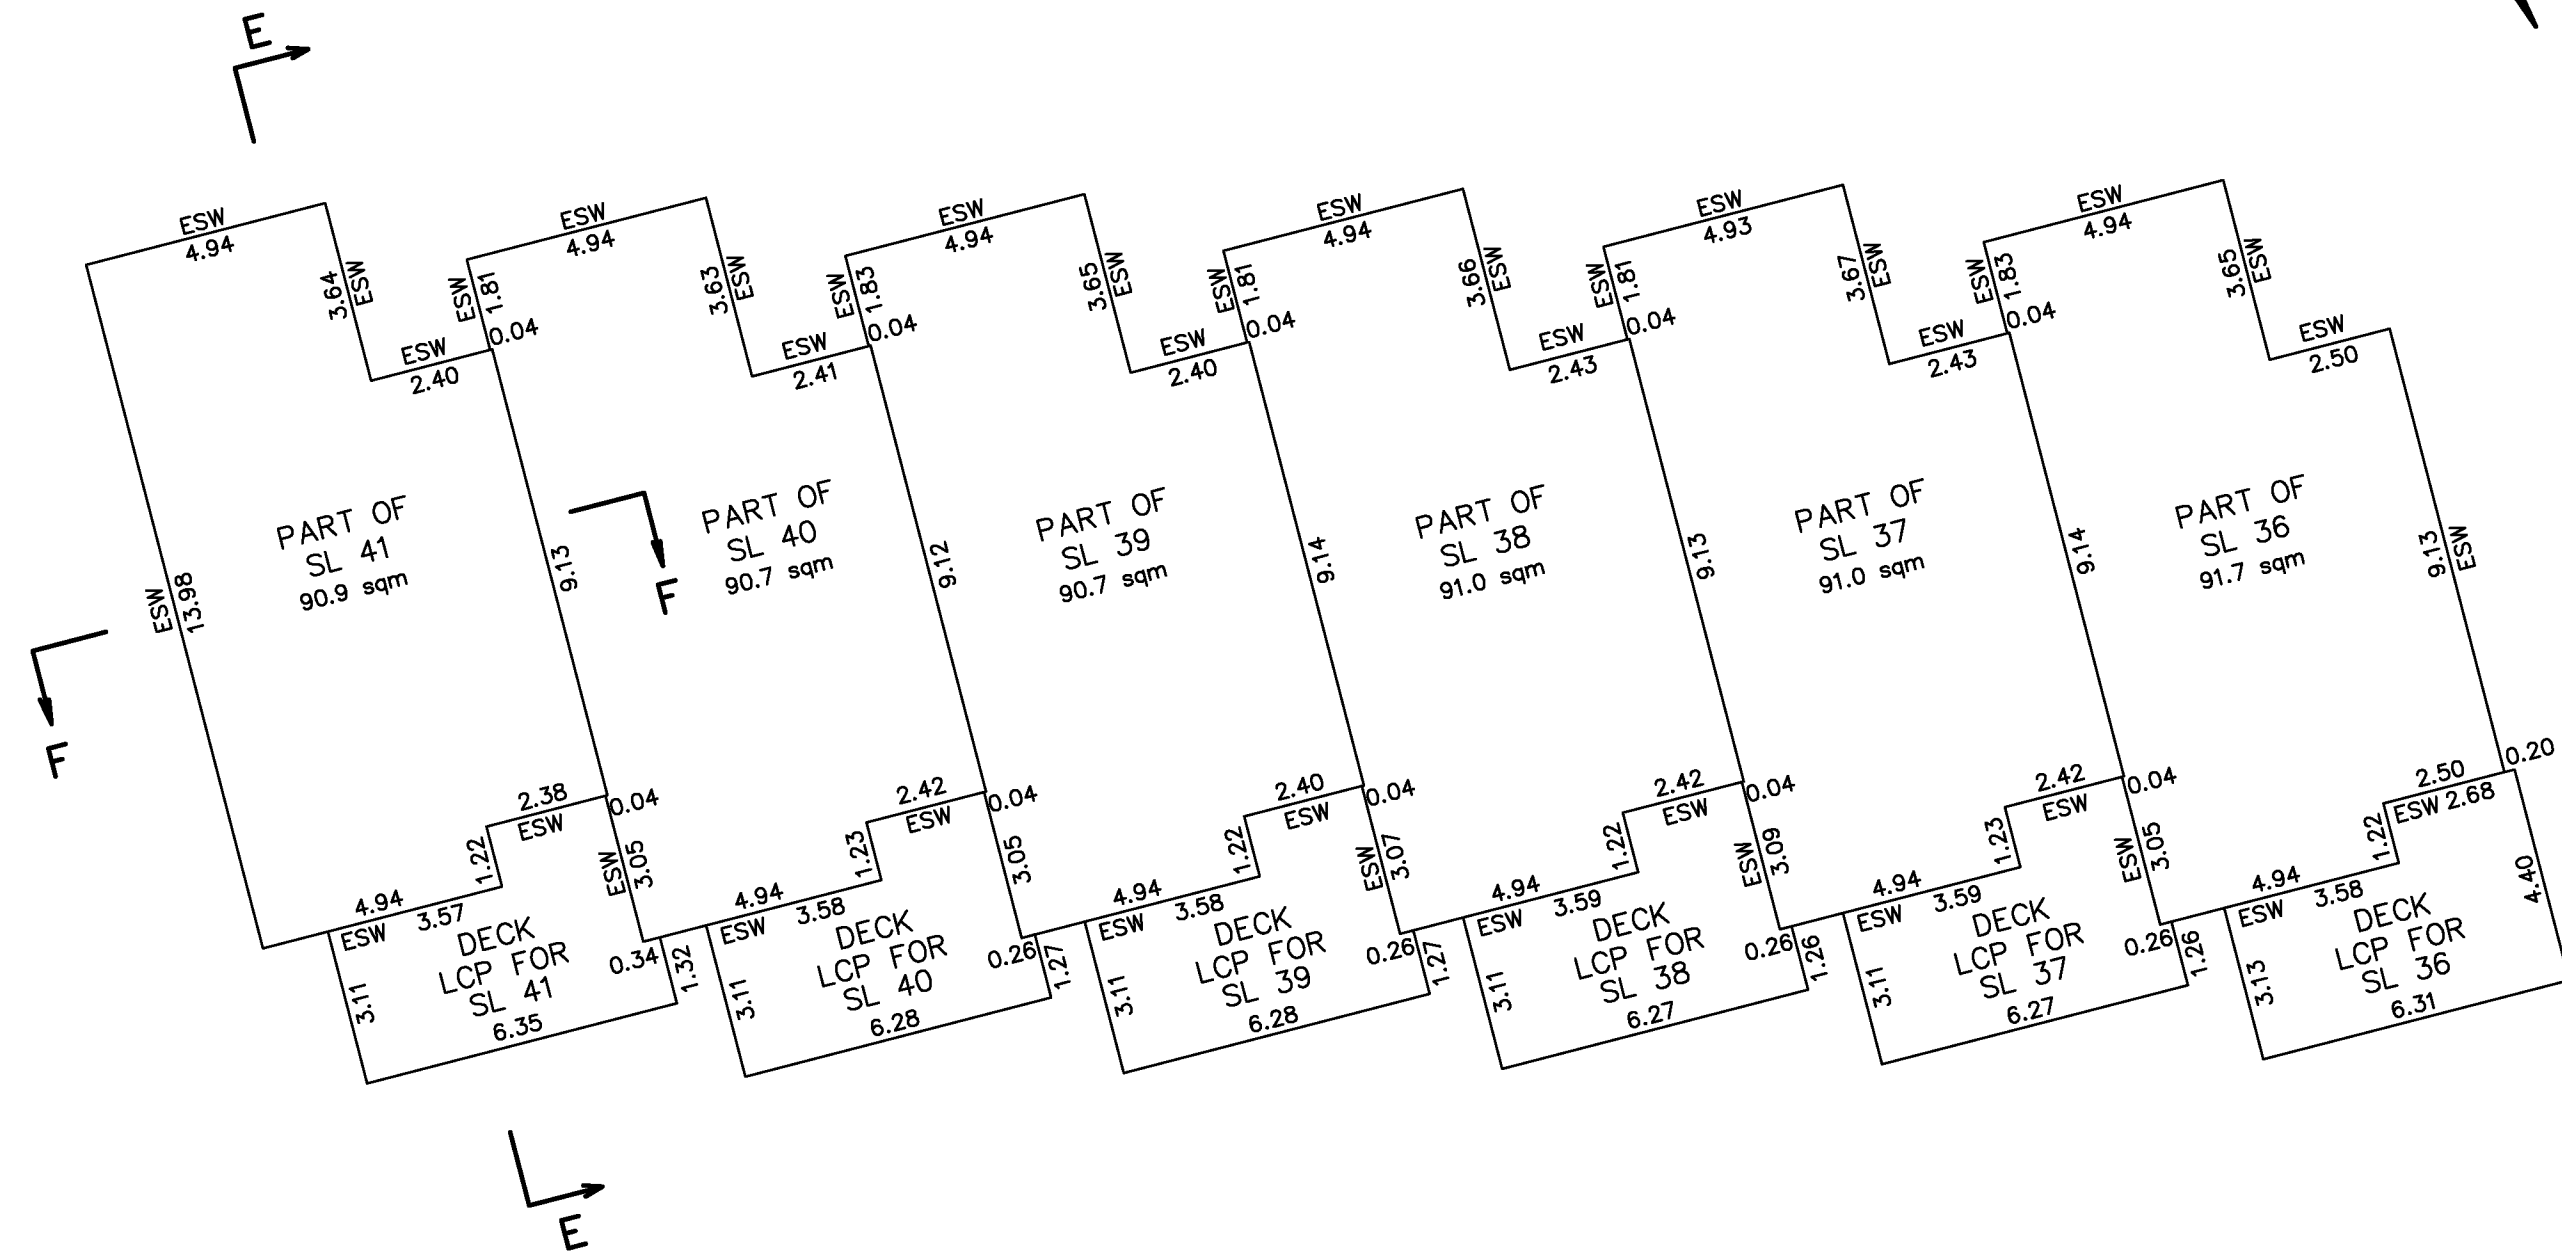 E
ESW
4.94
3.64
ESW
ESW
2.40
ESW
1.81
0.04
ESW
4.94
3.63
ESW
ESW
2.41
ESW
1.83
0.04
ESW
4.94
3.65
ESW
ESW
2.40
ESW
1.81
0.04
ESW
4.94
3.66
ESW
ESW
2.43
ESW
1.81
0.04
ESW
4.93
3.67
ESW
ESW
2.43
ESW
1.83
0.04
ESW
4.94
3.65
ESW
ESW
2.50
ESW
13.98
PART OF
SL 41
90.9 sqm
9.13
F
PART OF
SL 40
90.7 sqm
9.12
PART OF
SL 39
90.7 sqm
9.14
PART OF
SL 38
91.0 sqm
9.13
PART OF
SL 37
91.0 sqm
9.14
PART OF
SL 36
91.7 sqm
9.13
ESW
F
2.38
ESW
0.04
1.22
4.94
3.57
ESW
ESW
3.05
DECK
LCP FOR
SL 41
3.11
6.35
0.34
1.32
2.42
ESW
0.04
1.23
4.94
3.58
ESW
3.05
DECK
LCP FOR
SL 40
3.11
6.28
0.26
1.27
2.40
ESW
0.04
1.22
4.94
3.58
ESW
ESW
3.07
DECK
LCP FOR
SL 39
3.11
6.28
0.26
1.27
2.42
ESW
0.04
1.22
4.94
3.59
ESW
ESW
3.09
DECK
LCP FOR
SL 38
3.11
6.27
0.26
1.26
2.42
ESW
0.04
1.23
4.94
3.59
ESW
ESW
3.05
DECK
LCP FOR
SL 37
3.11
6.27
0.26
1.26
2.50
ESW 2.68
0.20
1.22
4.94
3.58
ESW
4.40
DECK
LCP FOR
SL 36
3.13
6.31
E